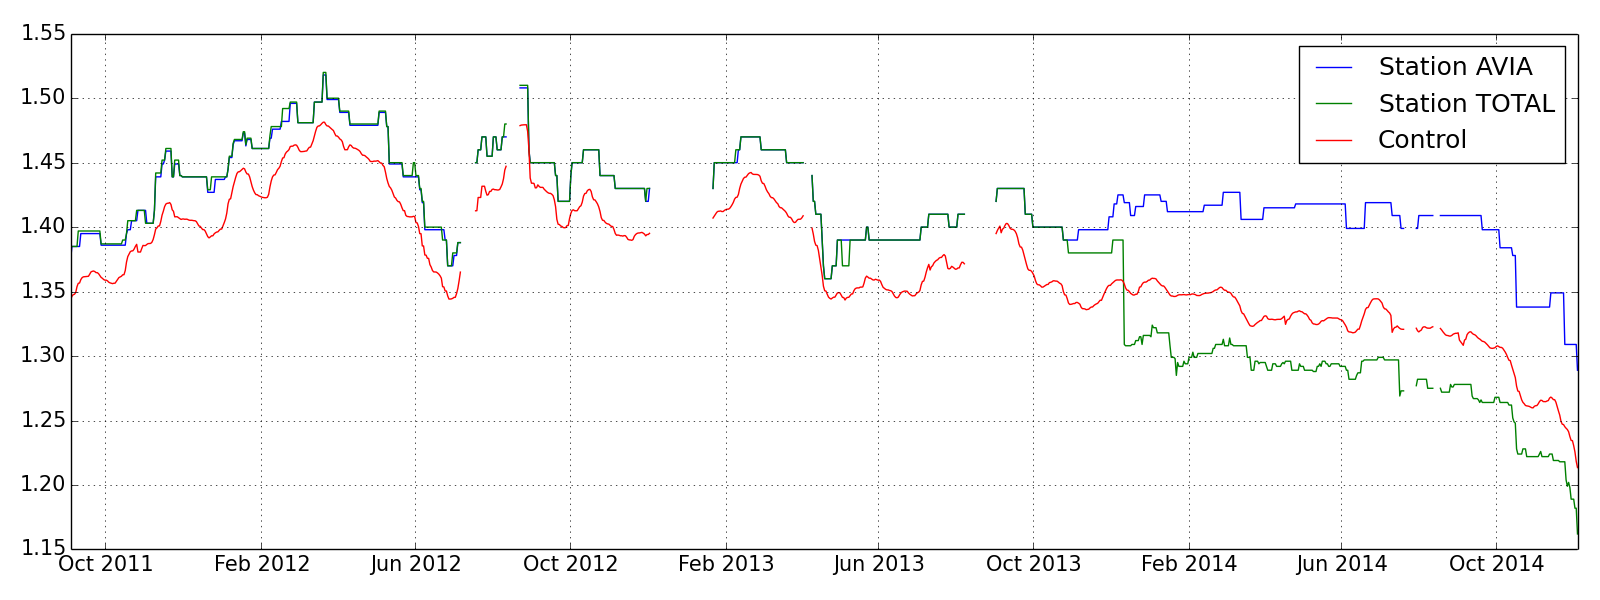 1.55
1.50
1.45
1.40
1.35
1.30
1.25
1.20
1.15
Oct 2011 Feb 2012 Jun 2012 Oct 2012 Feb 2013 Jun 2013 Oct 2013 Feb 2014 Jun 2014 Oct 2014
Station AVIA
Station TOTAL
Control